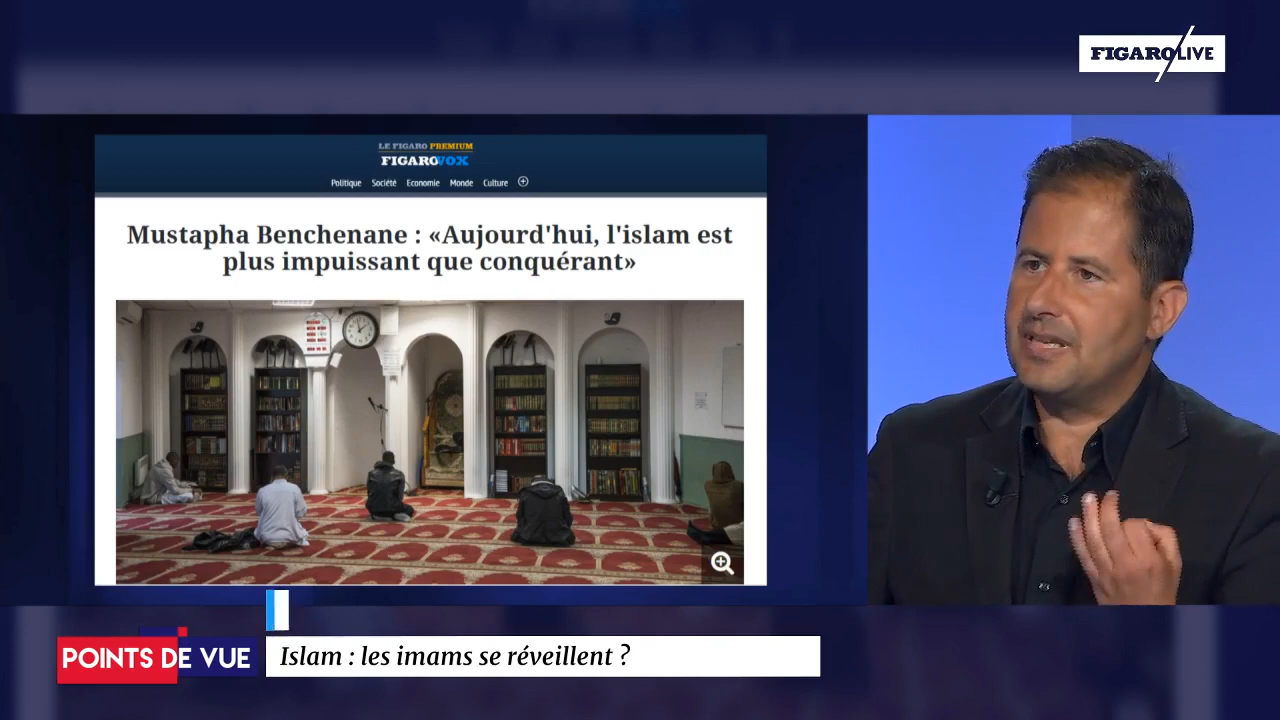 FIGARO LIVE
LE FIGARO PREMIUM
FIGAROVOX
Politique Société Economie Monde Culture
Mustapha Benchenane : «Aujourd'hui, l'islam est
plus impuissant que conquérant»
POINTS DE VUE
Islam : les imams se réveillent ?